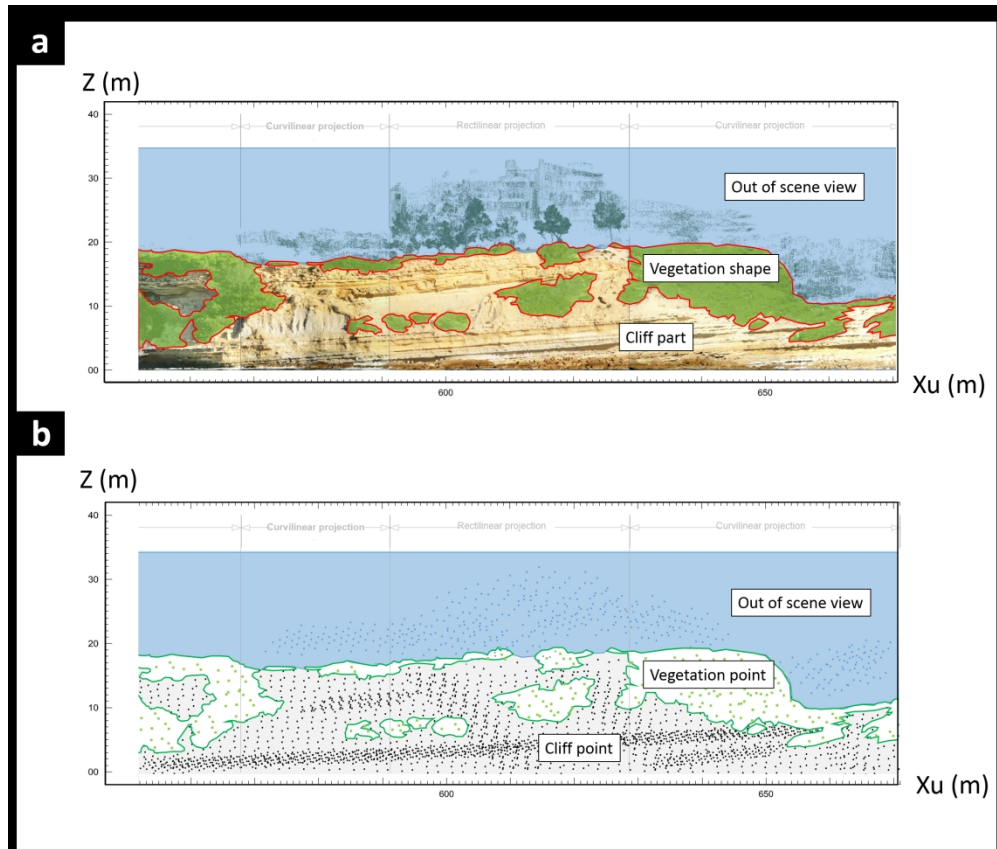 a
Z (m)
40
Curvilinear projection
Rectilinear projection
Curvilinear projection
30
Out of scene view
20
Vegetation shape
10
Cliff part
00
600
650
Xu (m)
b
Z (m)
40
Curvilinear projection
Rectilinear projection
Curvilinear projection
30
Out of scene view
20
Vegetation point
10
Cliff point
00
600
650
Xu (m)